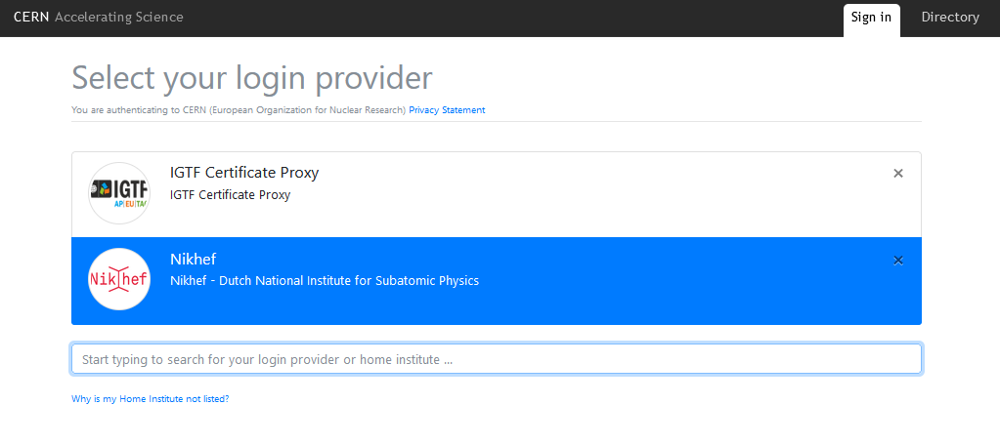 CERN Accelerating Science
Sign in
Directory
Select your login provider
You are authenticating to CERN (European Organization for Nuclear Research) Privacy Statement
IGTF
AP|EU|TA
IGTF Certificate Proxy
IGTF Certificate Proxy
Nikhef
Nikhef
Nikhef - Dutch National Institute for Subatomic Physics
Start typing to search for your login provider or home institute ...
Why is my Home Institute not listed?